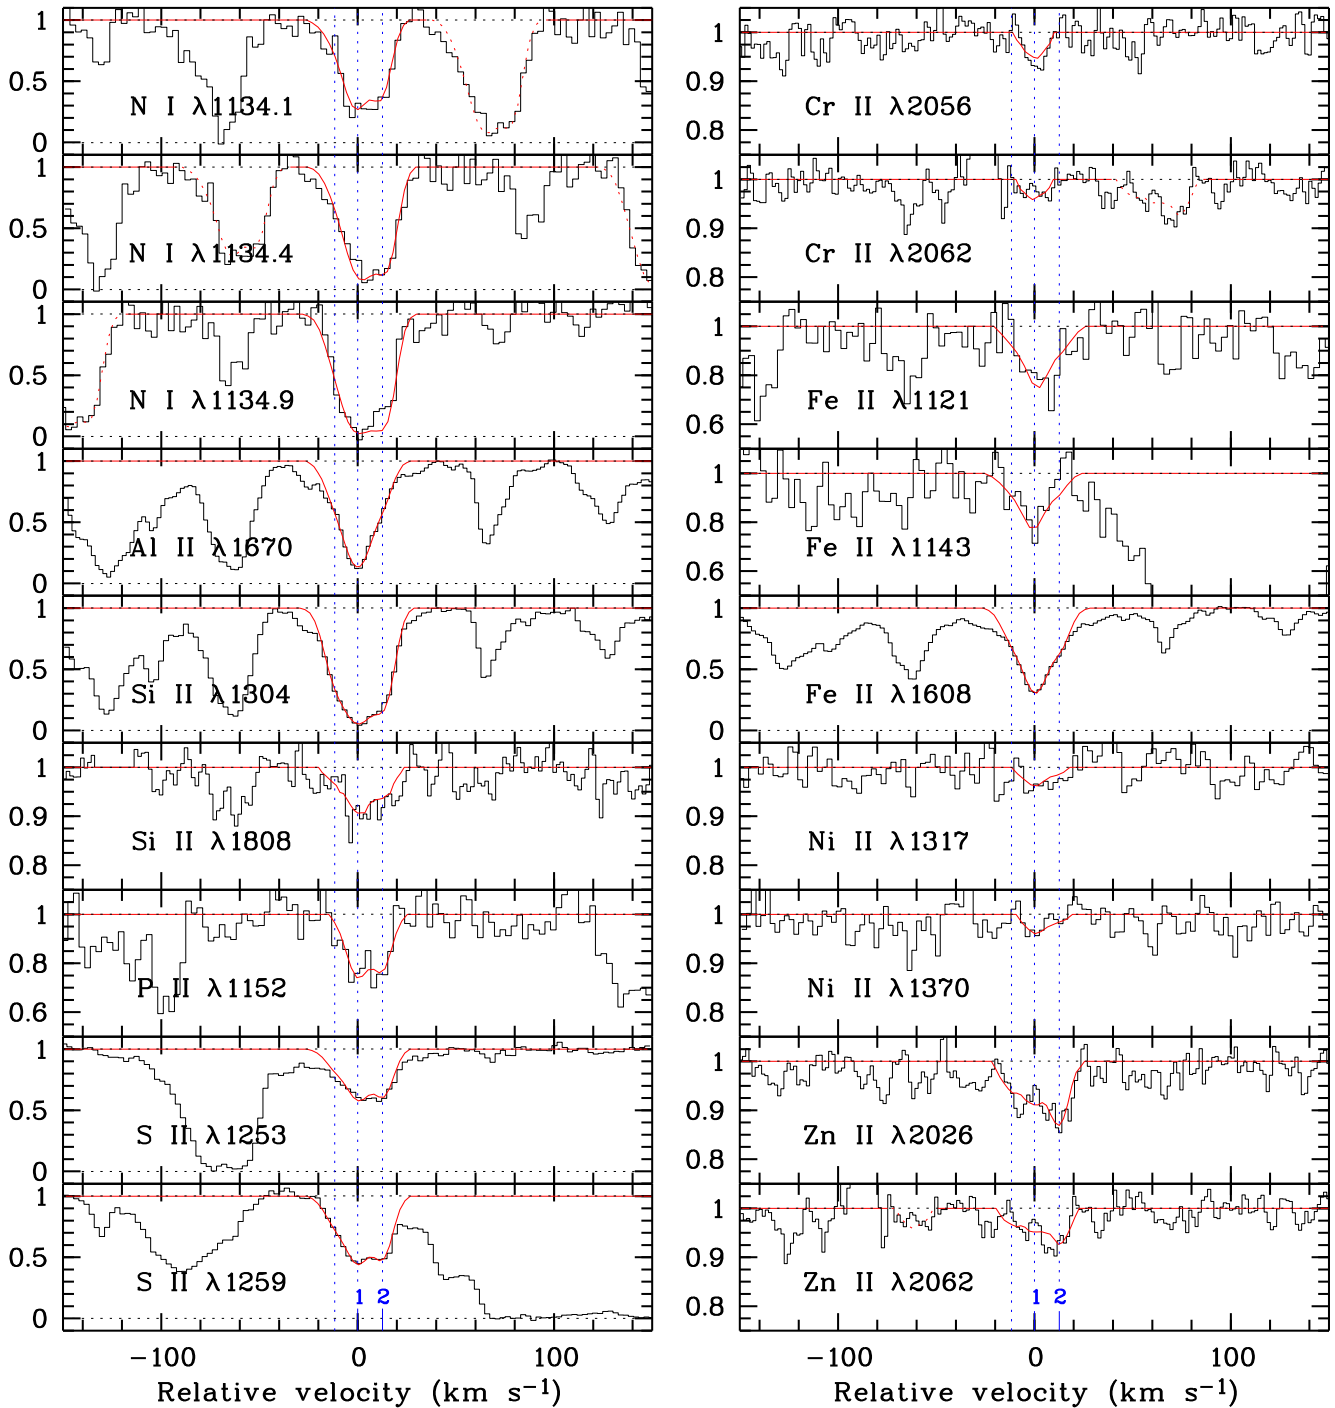 1
0.5
0
N I λ1134.1
1
0.5
0
N I λ1134.4
1
0.5
0
N I λ1134.9
1
0.5
0
Al II λ1670
1
0.5
0
Si II λ1304
1
0.9
0.8
Si II λ1808
1
0.8
0.6
P II λ1152
1
0.5
0
S II λ1253
1
0.5
0
S II λ1259
1 2
-100 0 100
Relative velocity (km s⁻¹)
1
0.9
0.8
Cr II λ2056
1
0.9
0.8
Cr II λ2062
1
0.8
0.6
Fe II λ1121
1
0.8
0.6
Fe II λ1143
1
0.5
0
Fe II λ1608
1
0.9
0.8
Ni II λ1317
1
0.9
0.8
Ni II λ1370
1
0.9
0.8
Zn II λ2026
1
0.9
0.8
Zn II λ2062
1 2
-100 0 100
Relative velocity (km s⁻¹)